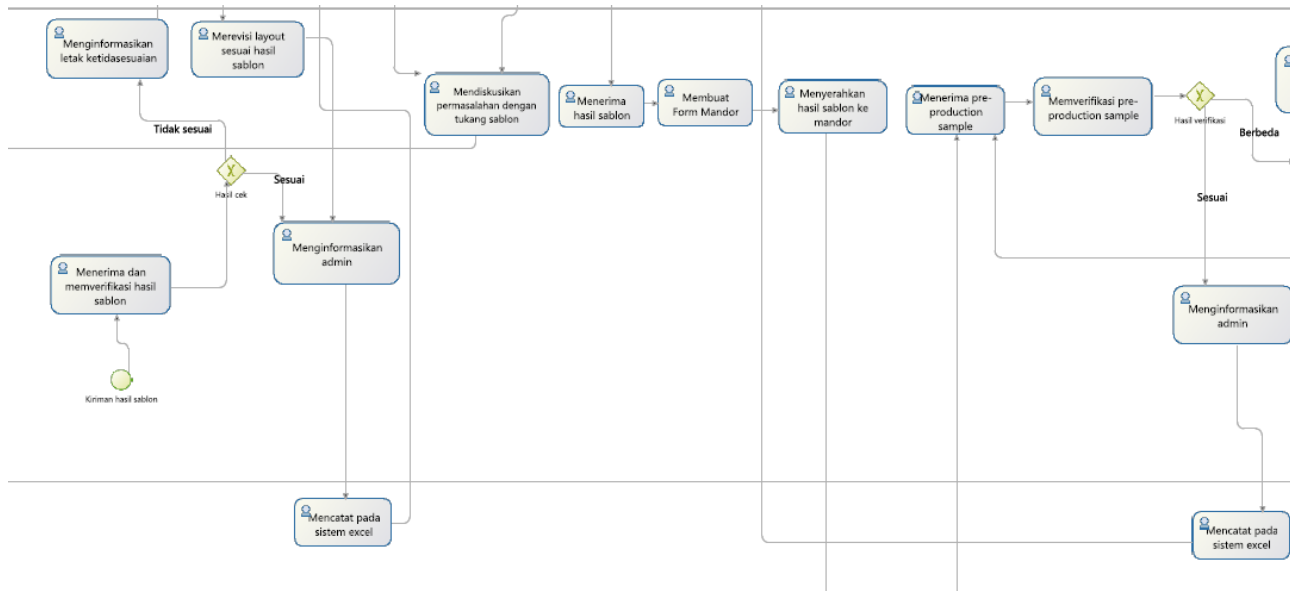 Menginformasikan
letak ketidasesuaian
Merevisi layout
sesuai hasil
sablon
Mendiskusikan
permasalahan dengan
tukang sablon
Menerima
hasil sablon
Membuat
Form Mandor
Menyerahkan
hasil sablon ke
mandor
Menerima pre-
production
sample
Memverifikasi pre-
production sample
Hasil verifikasi
Berbeda
Sesuai
Tidak sesuai
Hasil cek
Sesuai
Menginformasikan
admin
Menerima dan
memverifikasi hasil
sablon
Kiriman hasil sablon
Menginformasikan
admin
Mencatat pada
sistem excel
Mencatat pada
sistem excel